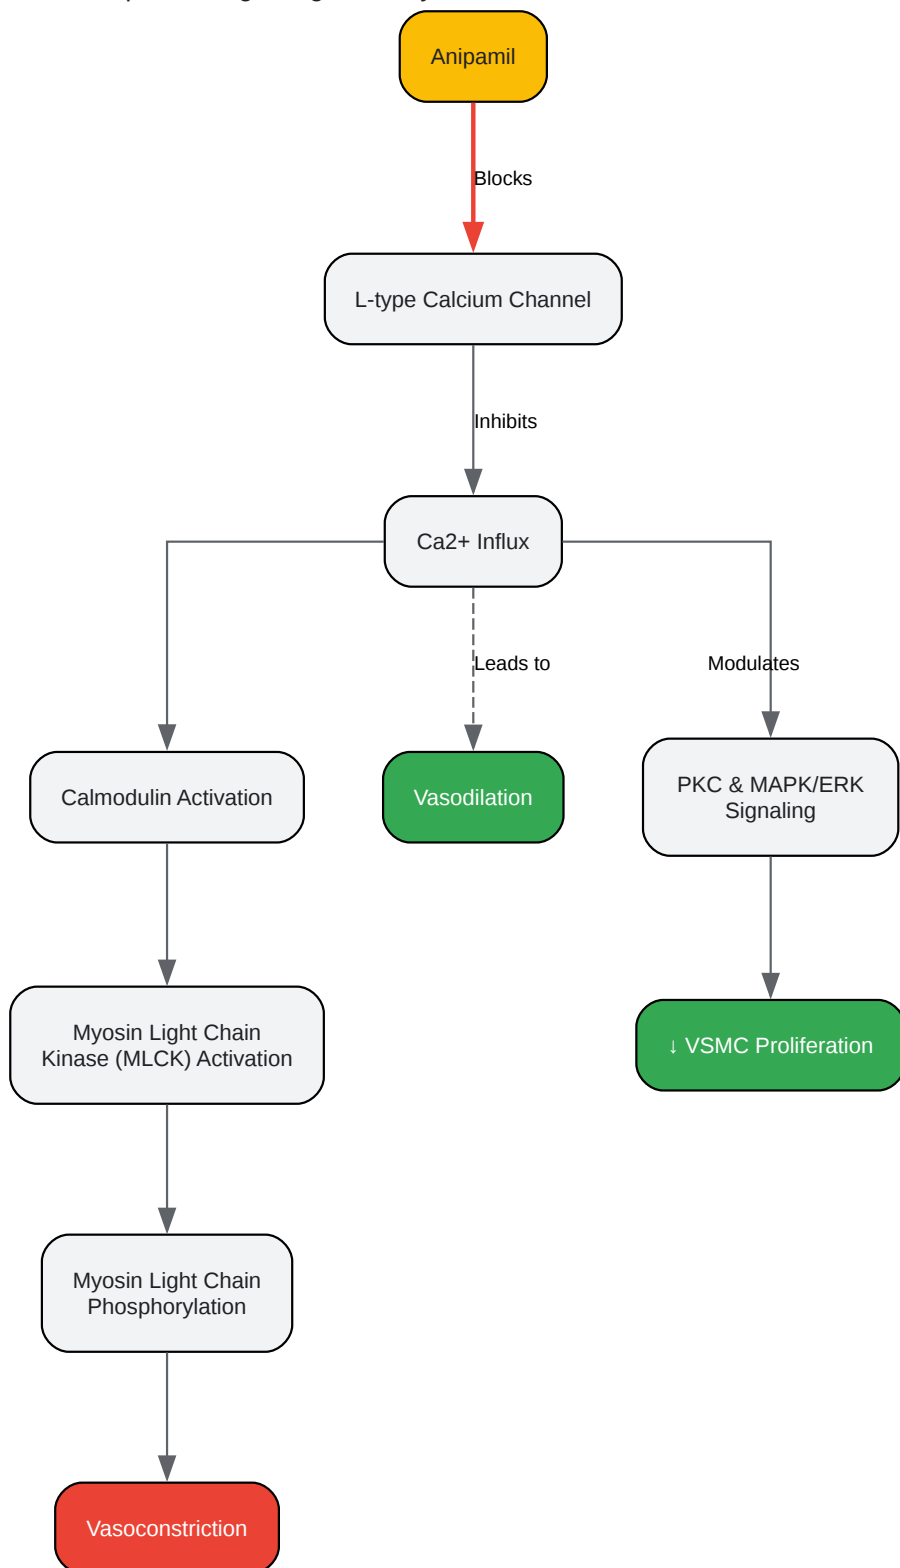 Anipamil
Blocks
L-type Calcium Channel
Inhibits
Ca2+ Influx
Leads to
Modulates
Calmodulin Activation
Vasodilation
PKC & MAPK/ERK
Signaling
Myosin Light Chain
Kinase (MLCK) Activation
↓ VSMC Proliferation
Myosin Light Chain
Phosphorylation
Vasoconstriction